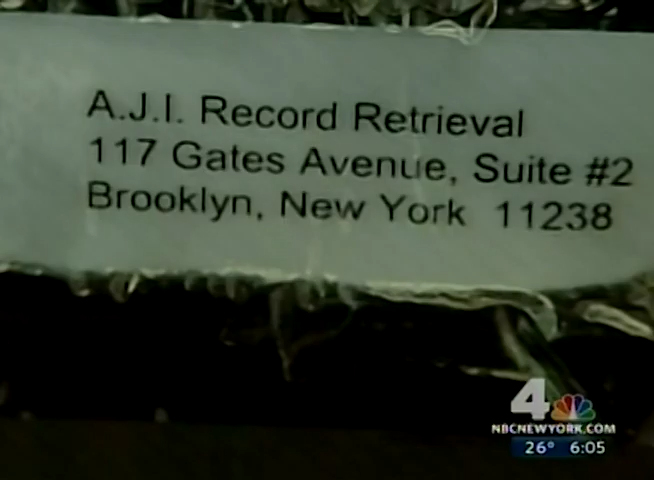 A.J.I. Record Retrieval
117 Gates Avenue, Suite #2
Brooklyn, New York 11238
4
NBCNEWYORK.COM
26° 6:05